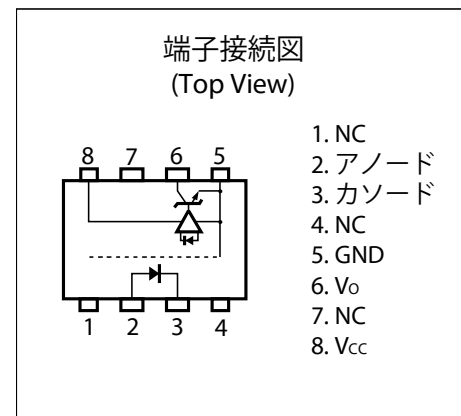 端子接続図
(Top View)
8 7 6 5
1 2 3 4
1. NC
2. アノード
3. カソード
4. NC
5. GND
6. Vo
7. NC
8. Vcc